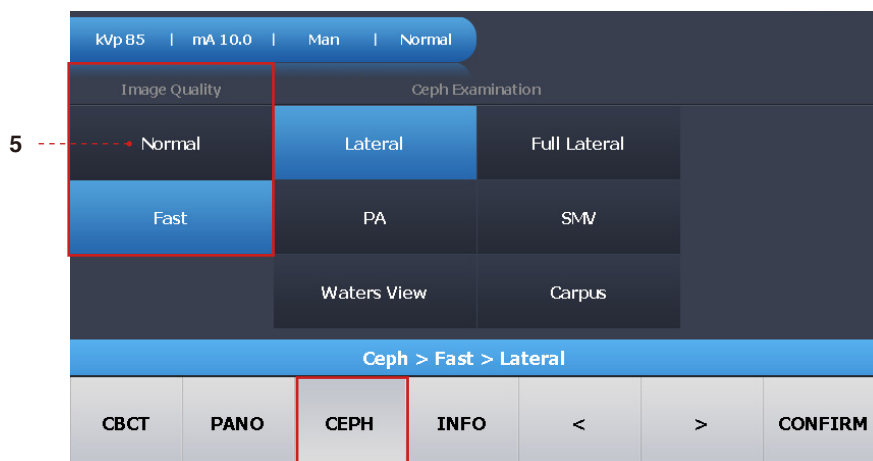 kVp 85 | mA 10.0 | Man | Normal
Image Quality Ceph Examination
5 Normal Lateral Full Lateral
Fast PA SMV
Waters View Carpus
Ceph > Fast > Lateral
CBCT PANO CEPH INFO < > CONFIRM